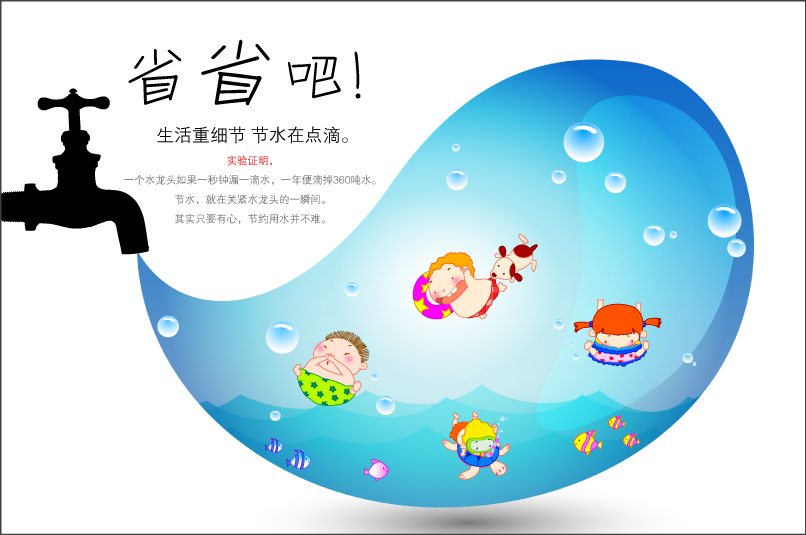 省省吧!
生活重细节 节水在点滴。
实验证明，
一个水龙头如果一秒钟漏一滴水，一年便滴掉360吨水。
节水，就在关紧水龙头的一瞬间。
其实只要有心，节约用水并不难。